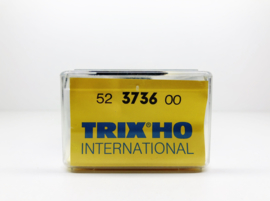 52 3736 00
TRIX®HO
INTERNATIONAL